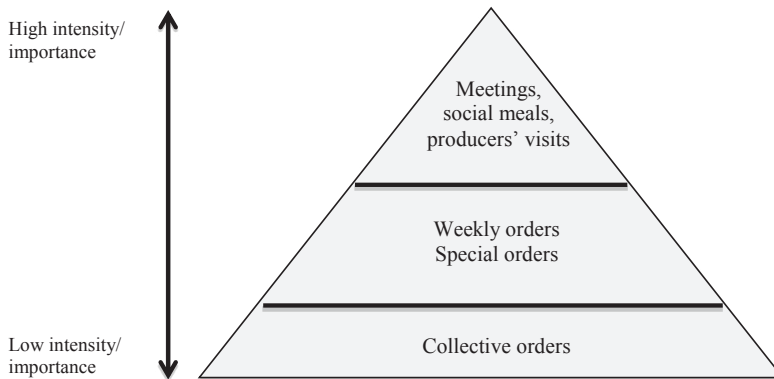 High intensity/
importance
Meetings,
social meals,
producers’ visits
Weekly orders
Special orders
Low intensity/
importance
Collective orders